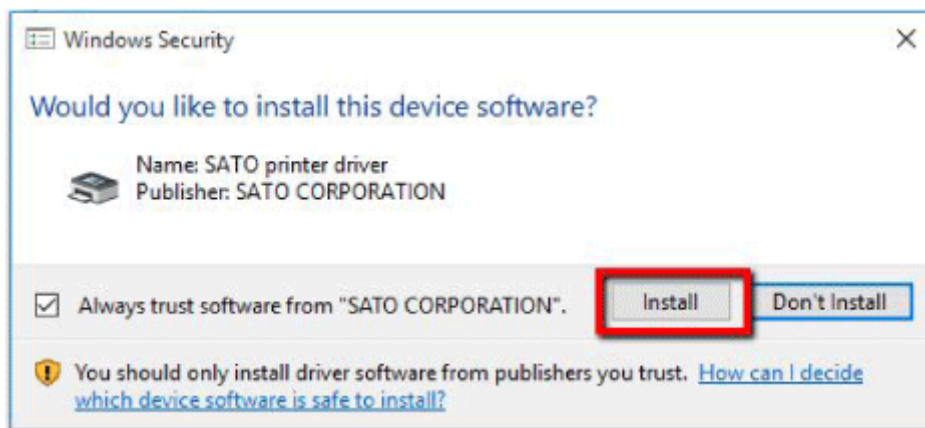 Windows Security
Would you like to install this device software?
Name: SATO printer driver
Publisher: SATO CORPORATION
Always trust software from "SATO CORPORATION".
Install
Don't Install
You should only install driver software from publishers you trust. How can I decide
which device software is safe to install?